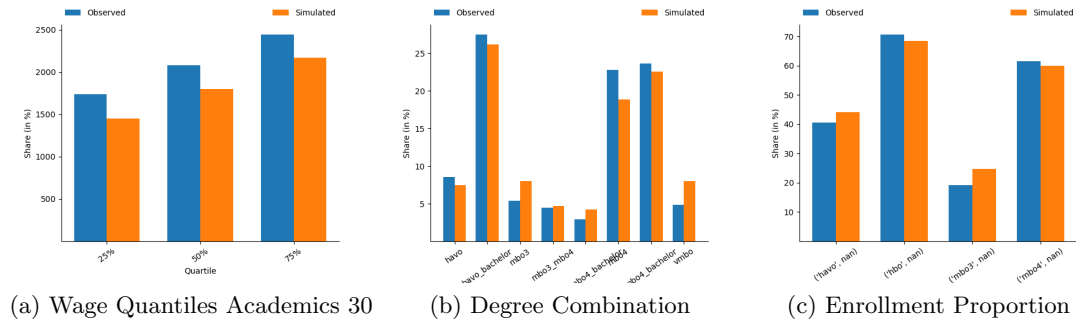 Observed
Simulated
Share (in %)
2500
2000
1500
1000
500
25%
50%
75%
Quartile
(a) Wage Quantiles Academics 30
Observed
Simulated
Share (in %)
25
20
15
10
5
havo
havo_bachelor
mbo3
mbo3_mbo4
mbo4_bachelor
mbo4
mbo4_bachelor
vmbo
(b) Degree Combination
Observed
Simulated
Share (in %)
70
60
50
40
30
20
10
('havo', nan)
('hbo', nan)
('mbo3', nan)
('mbo4', nan)
(c) Enrollment Proportion